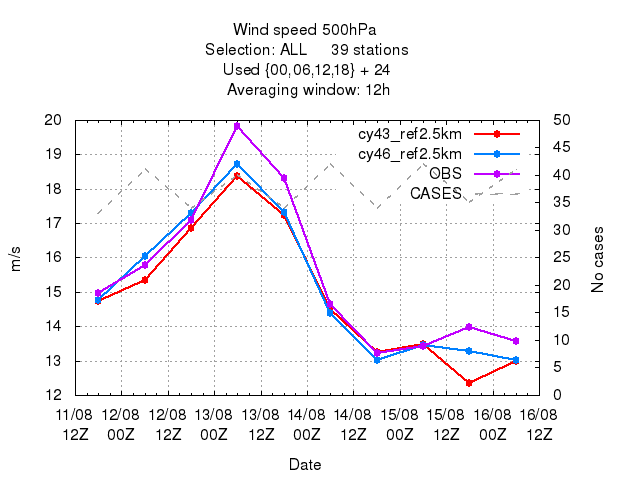 Wind speed 500hPa
Selection: ALL 39 stations
Used {00,06,12,18} + 24
Averaging window: 12h
20 50
cy43_ref2.5km
cy46_ref2.5km
OBS
CASES
19 45
18 40
17 35
16 30
15 25
14 20
13 15
12 10
5
0
m/s
No cases
11/08 12/08 12/08 13/08 13/08 14/08 14/08 15/08 15/08 16/08 16/08
12Z 00Z 12Z 00Z 12Z 00Z 12Z 00Z 12Z 00Z 12Z
Date